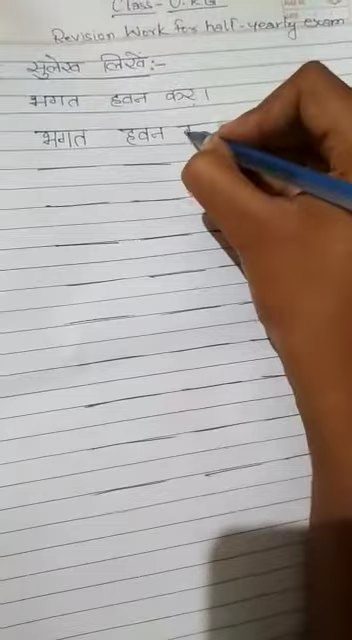 Class- U.K.G
Revision Work for half-yearly exam
सुलेख लिखें:-
भगत हवन कर।
भगत हवन